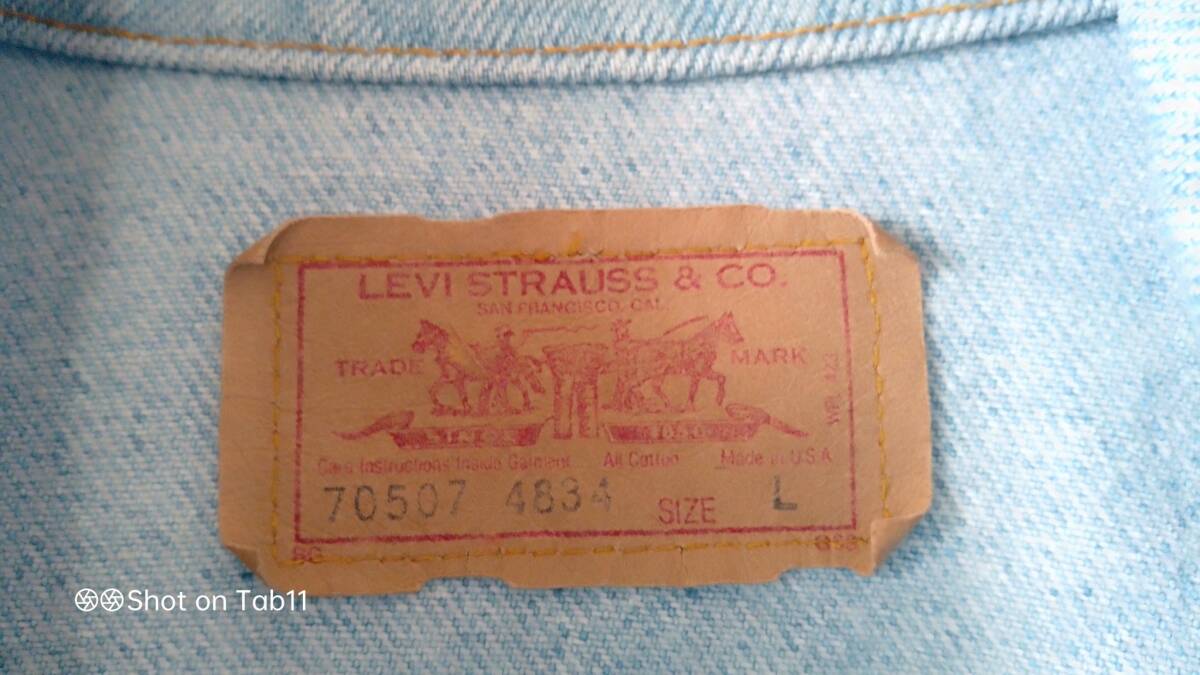 LEVI STRAUSS & CO.
SAN FRANCISCO, CAL.
TRADE MARK
Care Instructions Inside Garment All Cotton Made in U.S.A.
70507 4834 SIZE L
Shot on Tab11